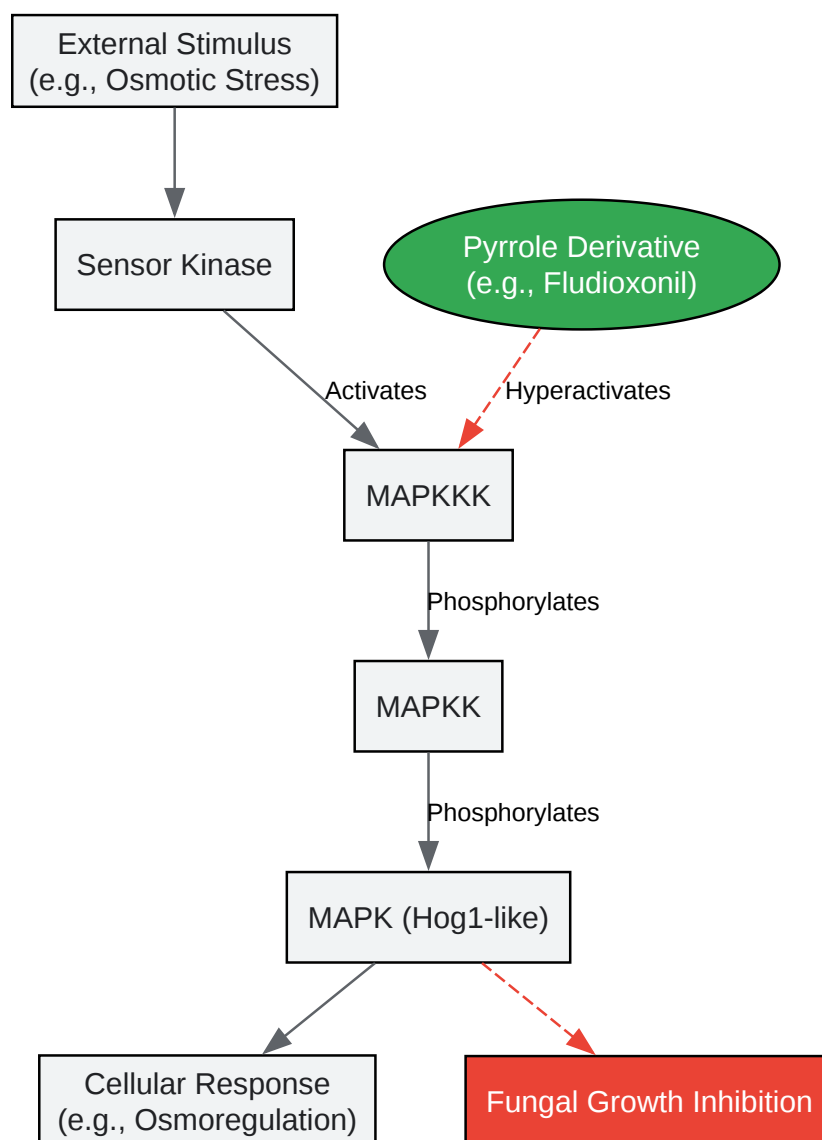 External Stimulus
(e.g., Osmotic Stress)
Sensor Kinase
Pyrrole Derivative
(e.g., Fludioxonil)
Activates
Hyperactivates
MAPKKK
Phosphorylates
MAPKK
Phosphorylates
MAPK (Hog1-like)
Cellular Response
(e.g., Osmoregulation)
Fungal Growth Inhibition